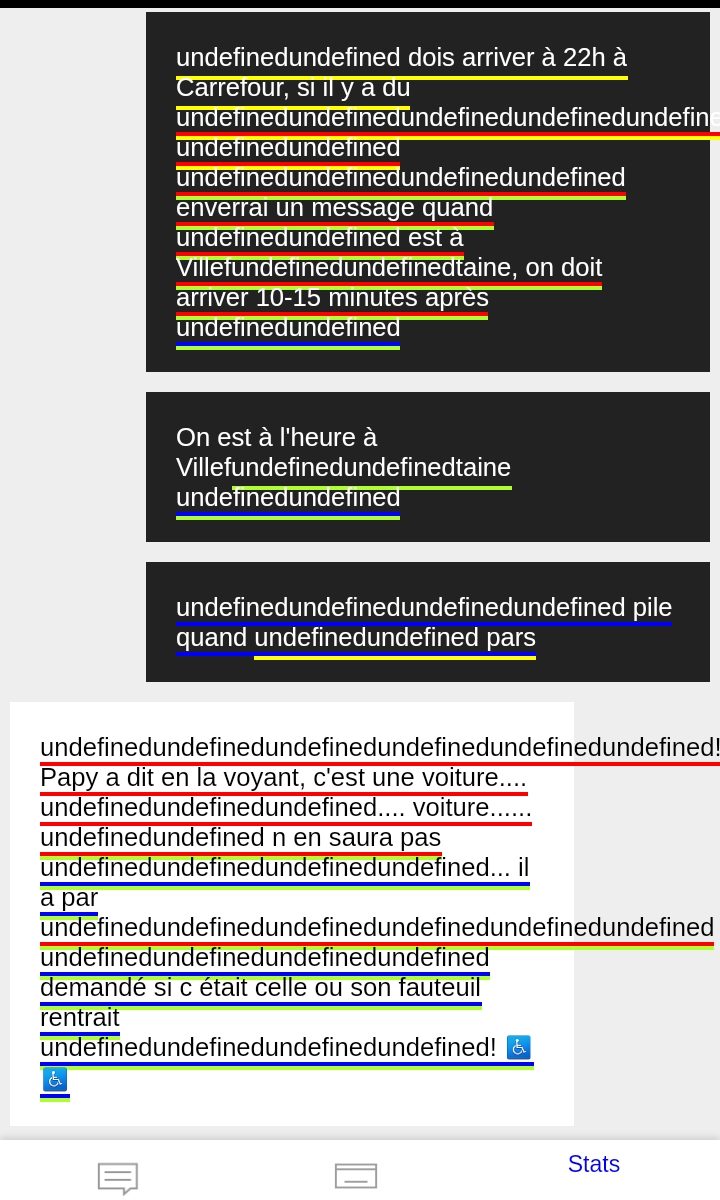 undefinedundefined dois arriver à 22h à
Carrefour, si il y a du
undefinedundefinedundefinedundefinedundefine
undefinedundefined
undefinedundefinedundefinedundefined
enverrai un message quand
undefinedundefined est à
Villefundefinedundefinedtaine, on doit
arriver 10-15 minutes après
undefinedundefined
On est à l'heure à
Villefundefinedundefinedtaine
undefinedundefined
undefinedundefinedundefinedundefined pile
quand undefinedundefined pars
undefinedundefinedundefinedundefinedundefinedundefined!
Papy a dit en la voyant, c'est une voiture....
undefinedundefinedundefined.... voiture......
undefinedundefined n en saura pas
undefinedundefinedundefinedundefined... il
a par
undefinedundefinedundefinedundefinedundefinedundefined
undefinedundefinedundefinedundefined
demandé si c était celle ou son fauteuil
rentrait
undefinedundefinedundefinedundefined! ♿
♿
Stats